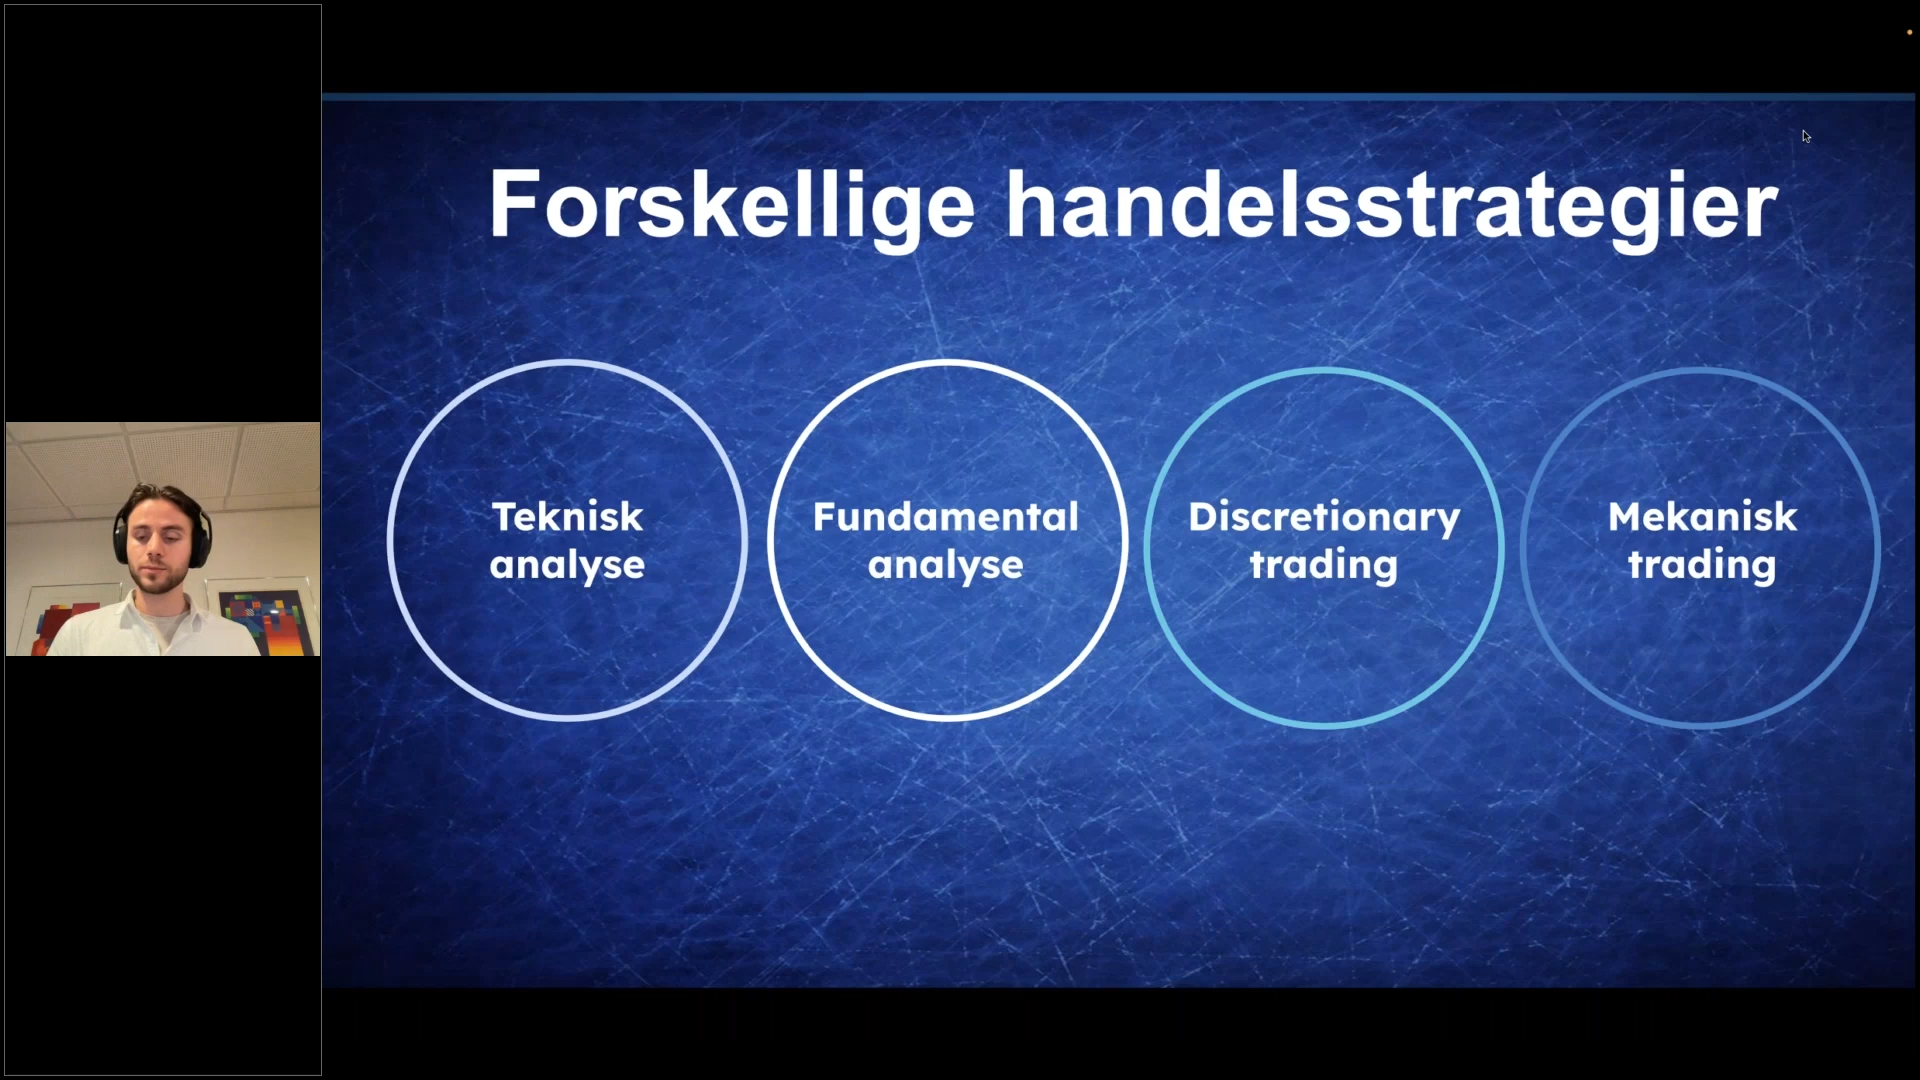 Forskellige handelsstrategier
Teknisk
analyse
Fundamental
analyse
Discretionary
trading
Mekanisk
trading